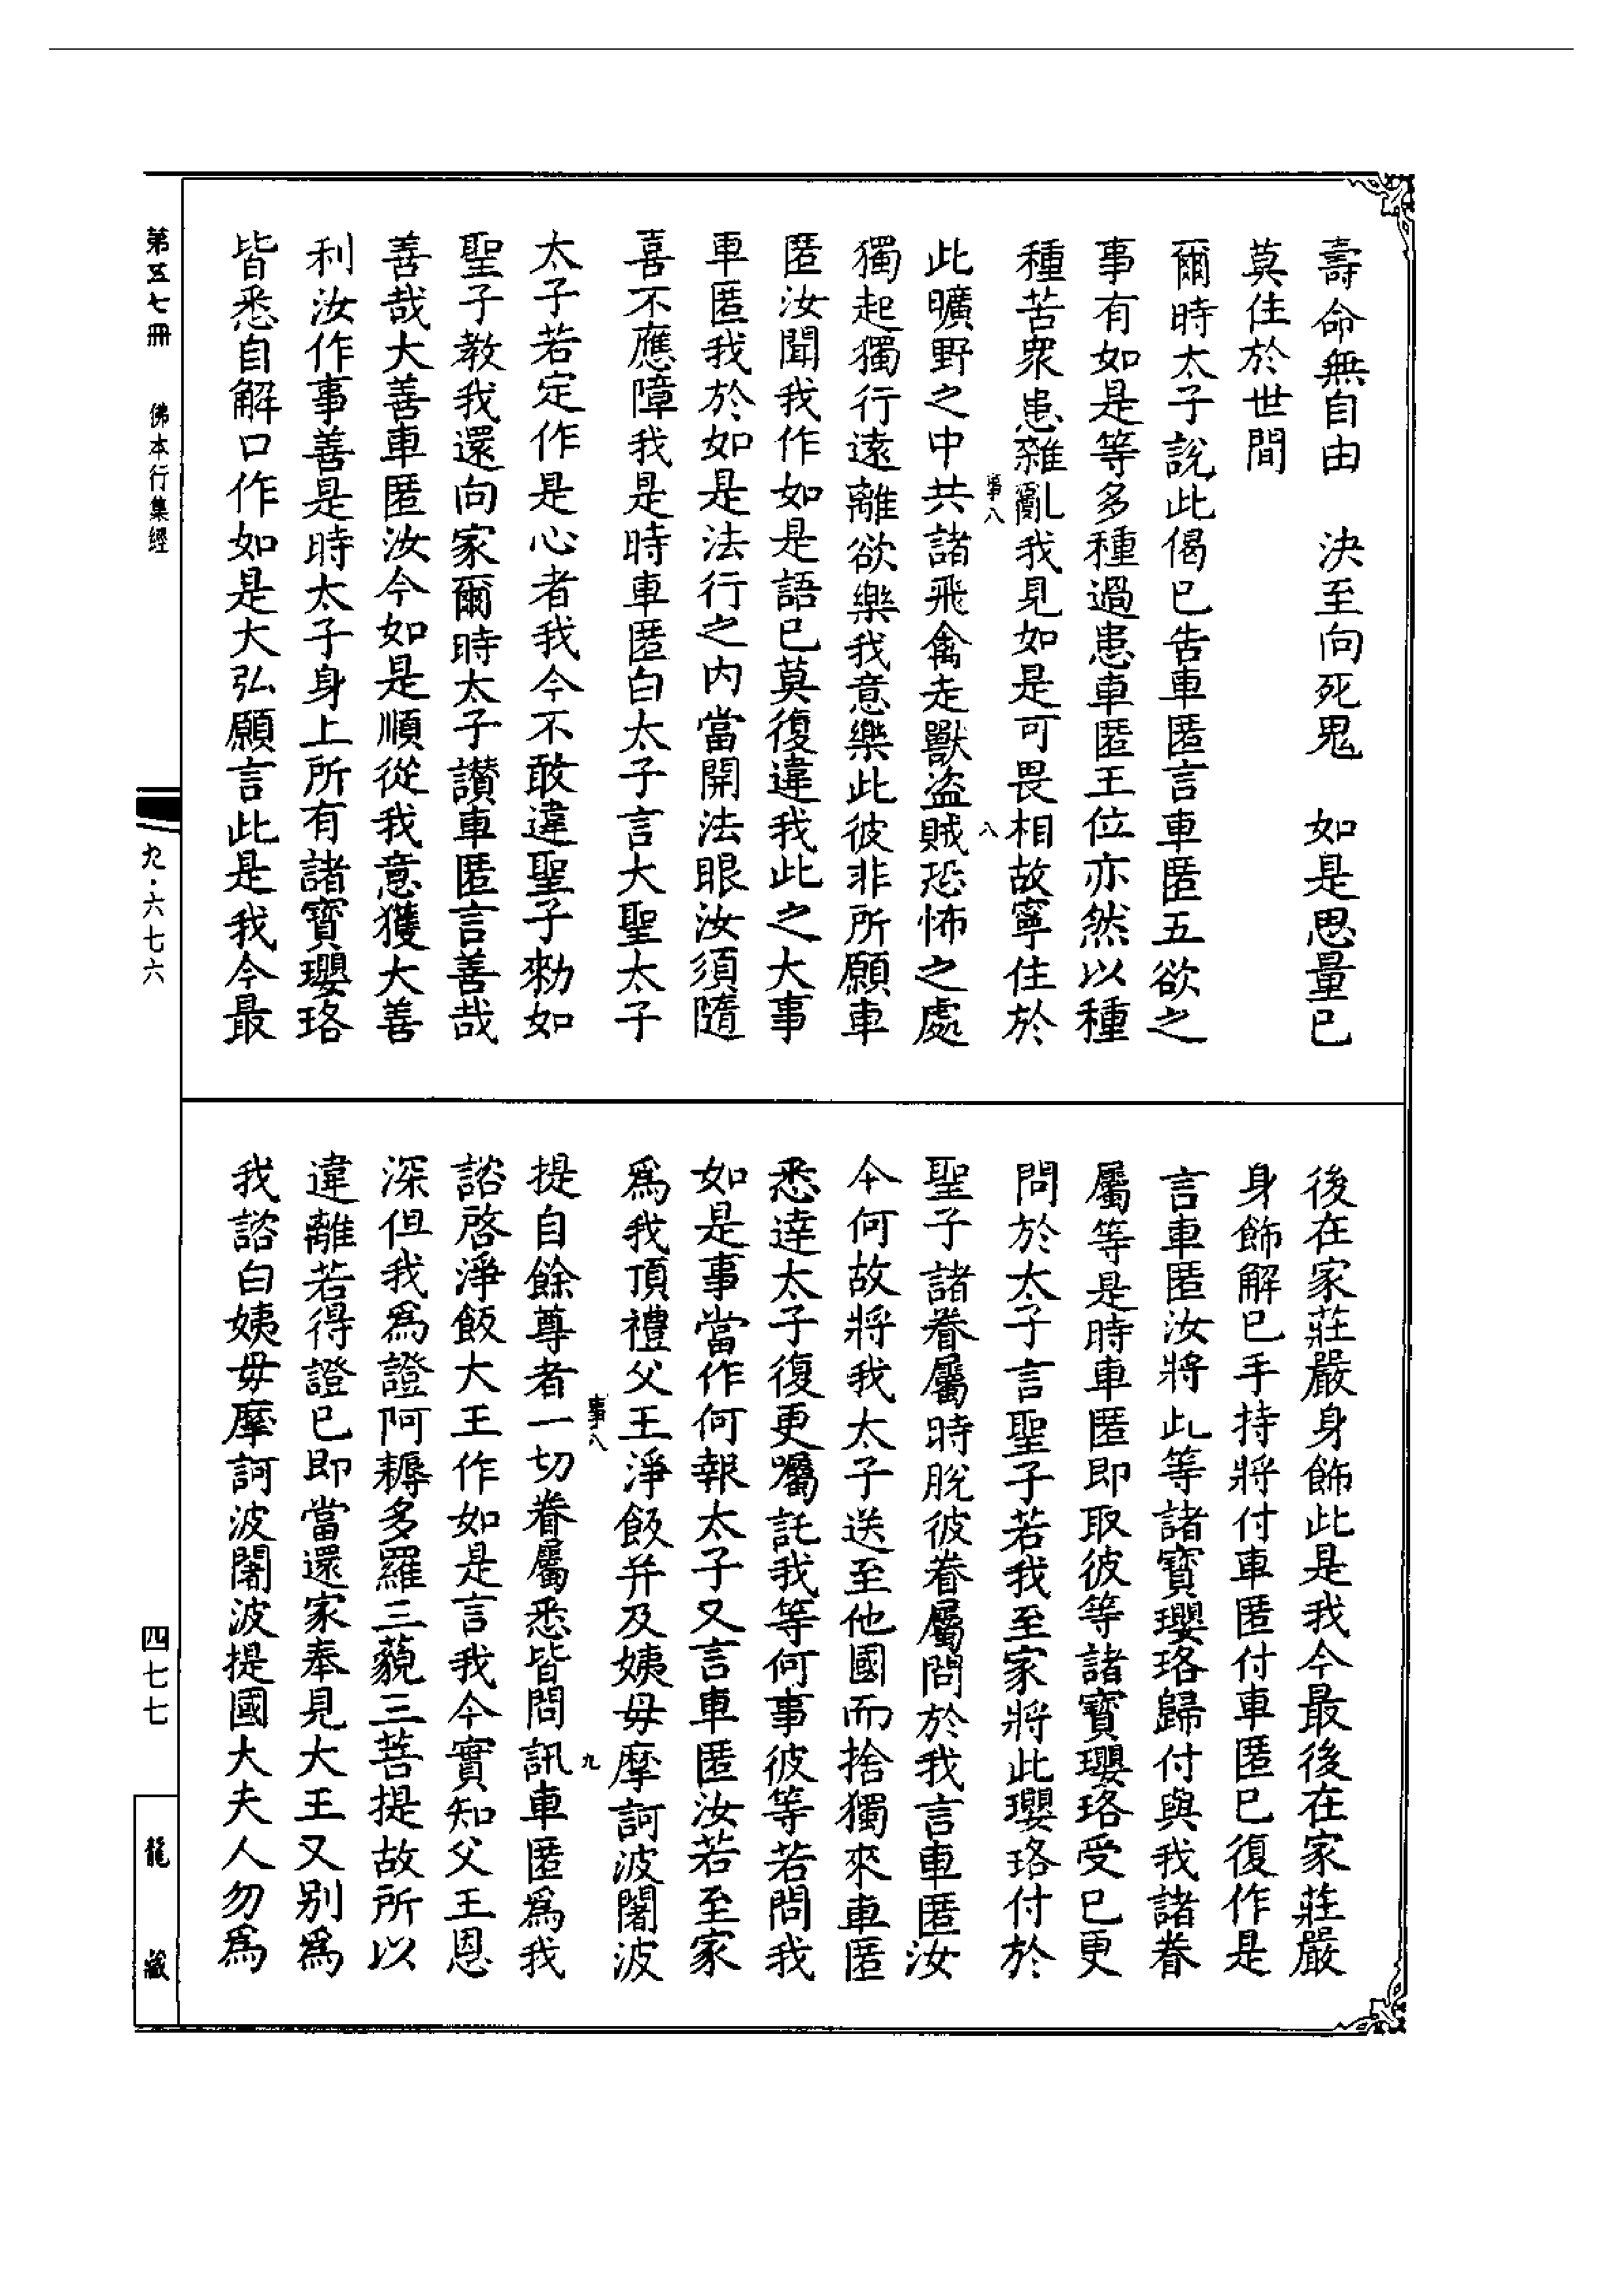 壽命無自由　決至向死鬼　如是思量已
莫住於世間
爾時太子說此偈已告車匿言車匿五欲之
事有如是等多種過患車匿王位亦然以種
種苦眾患雜亂我見如是可畏相故寧住於
事八
八
此曠野之中共諸飛禽走獸盜賊恐怖之處
獨起獨行遠離欲樂我意樂此彼非所願車
匿汝聞我作如是語已莫復違我此之大事
車匿我於如是法行之內當開法眼汝須隨
喜不應障我是時車匿白太子言大聖太子
太子若定作是心者我今不敢違聖子勑如
聖子教我還向家爾時太子讚車匿言善哉
善哉大善車匿汝今如是順從我意獲大善
利汝作事善是時太子身上所有諸寶瓔珞
皆悉自解口作如是大弘願言此是我今最
後在家莊嚴身飾此是我今最後在家莊嚴
身飾解已手持將付車匿付車匿已復作是
言車匿汝將此等諸寶瓔珞歸付與我諸眷
屬等是時車匿即取彼等諸寶瓔珞受已更
問於太子言聖子若我至家將此瓔珞付於
聖子諸眷屬時脫彼眷屬問於我言車匿汝
今何故將我太子送至他國而捨獨來車匿
悉達太子復更囑託我等何事彼等若問我
如是事當作何報太子又言車匿汝若至家
為我頂禮父王淨飯并及姨母摩訶波闍波
事八
九
提自餘尊者一切眷屬悉皆問訊車匿為我
諮啓淨飯大王作如是言我今實知父王恩
深但我為證阿耨多羅三藐三菩提故所以
違離若得證已即當還家奉見大王又別為
我諮白姨母摩訶波闍波提國大夫人勿為
第五七冊　佛本行集經
九·六七六
四七七
龍藏